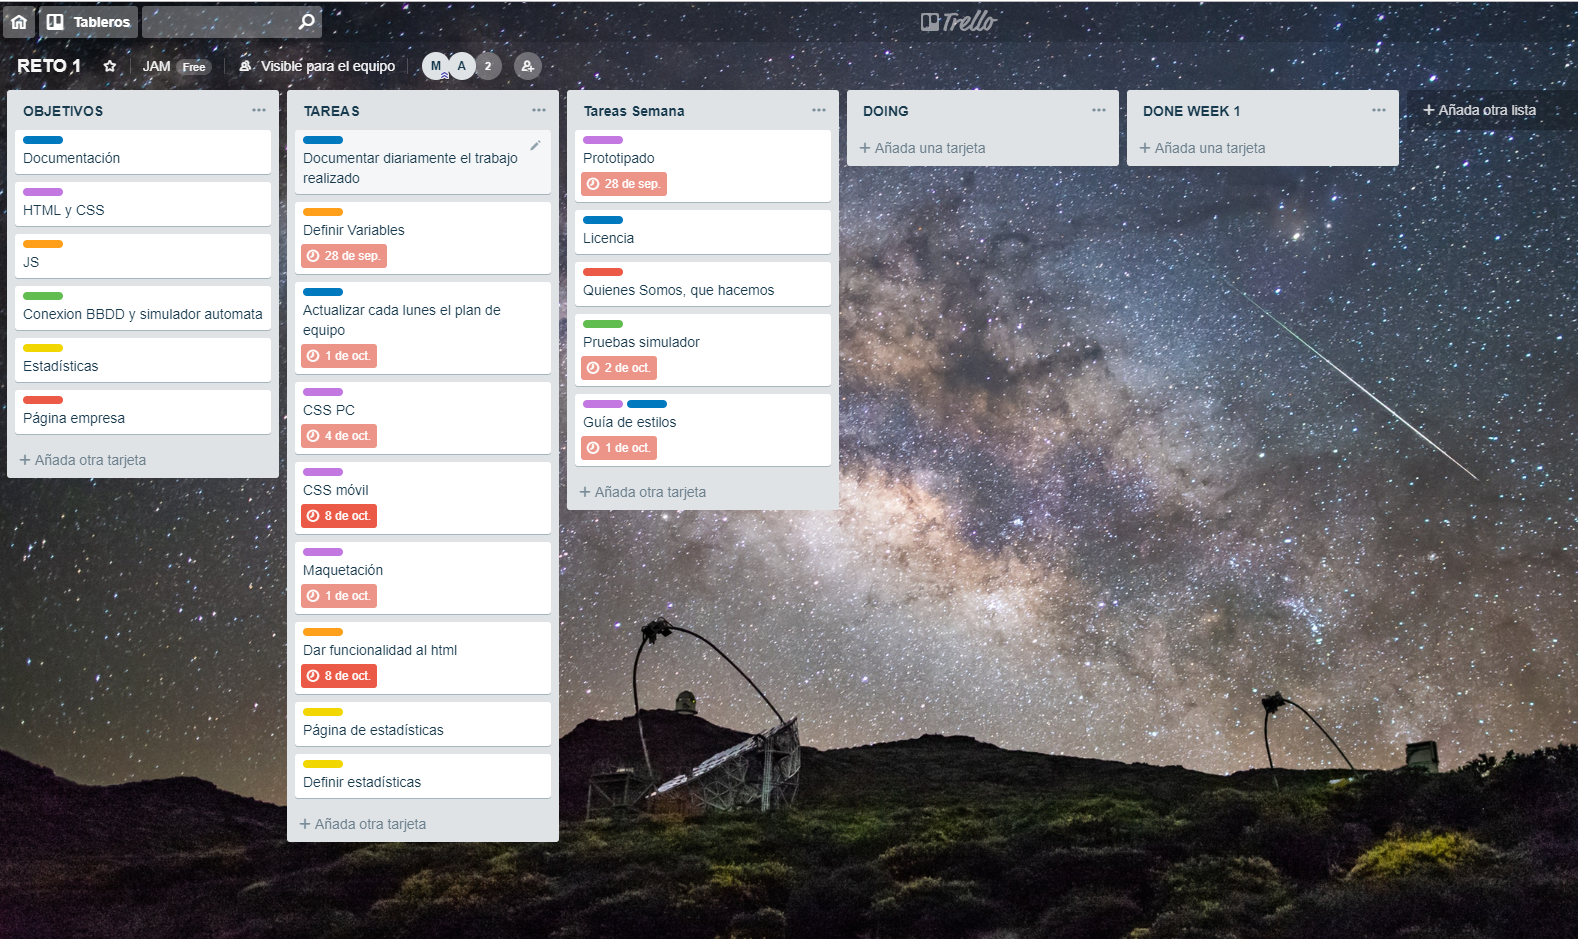 Tableros
Trello
RETO 1
JAM Free
Visible para el equipo
M A 2
OBJETIVOS
Documentación
HTML y CSS
JS
Conexion BBDD y simulador automata
Estadísticas
Página empresa
+ Añada otra tarjeta
TAREAS
Documentar diariamente el trabajo
realizado
Definir Variables
28 de sep.
Actualizar cada lunes el plan de
equipo
1 de oct.
CSS PC
4 de oct.
CSS móvil
8 de oct.
Maquetación
1 de oct.
Dar funcionalidad al html
8 de oct.
Página de estadísticas
Definir estadísticas
+ Añada otra tarjeta
Tareas Semana
Prototipado
28 de sep.
Licencia
Quienes Somos, que hacemos
Pruebas simulador
2 de oct.
Guía de estilos
1 de oct.
+ Añada otra tarjeta
DOING
+ Añada una tarjeta
DONE WEEK 1
+ Añada una tarjeta
+ Añada otra lista